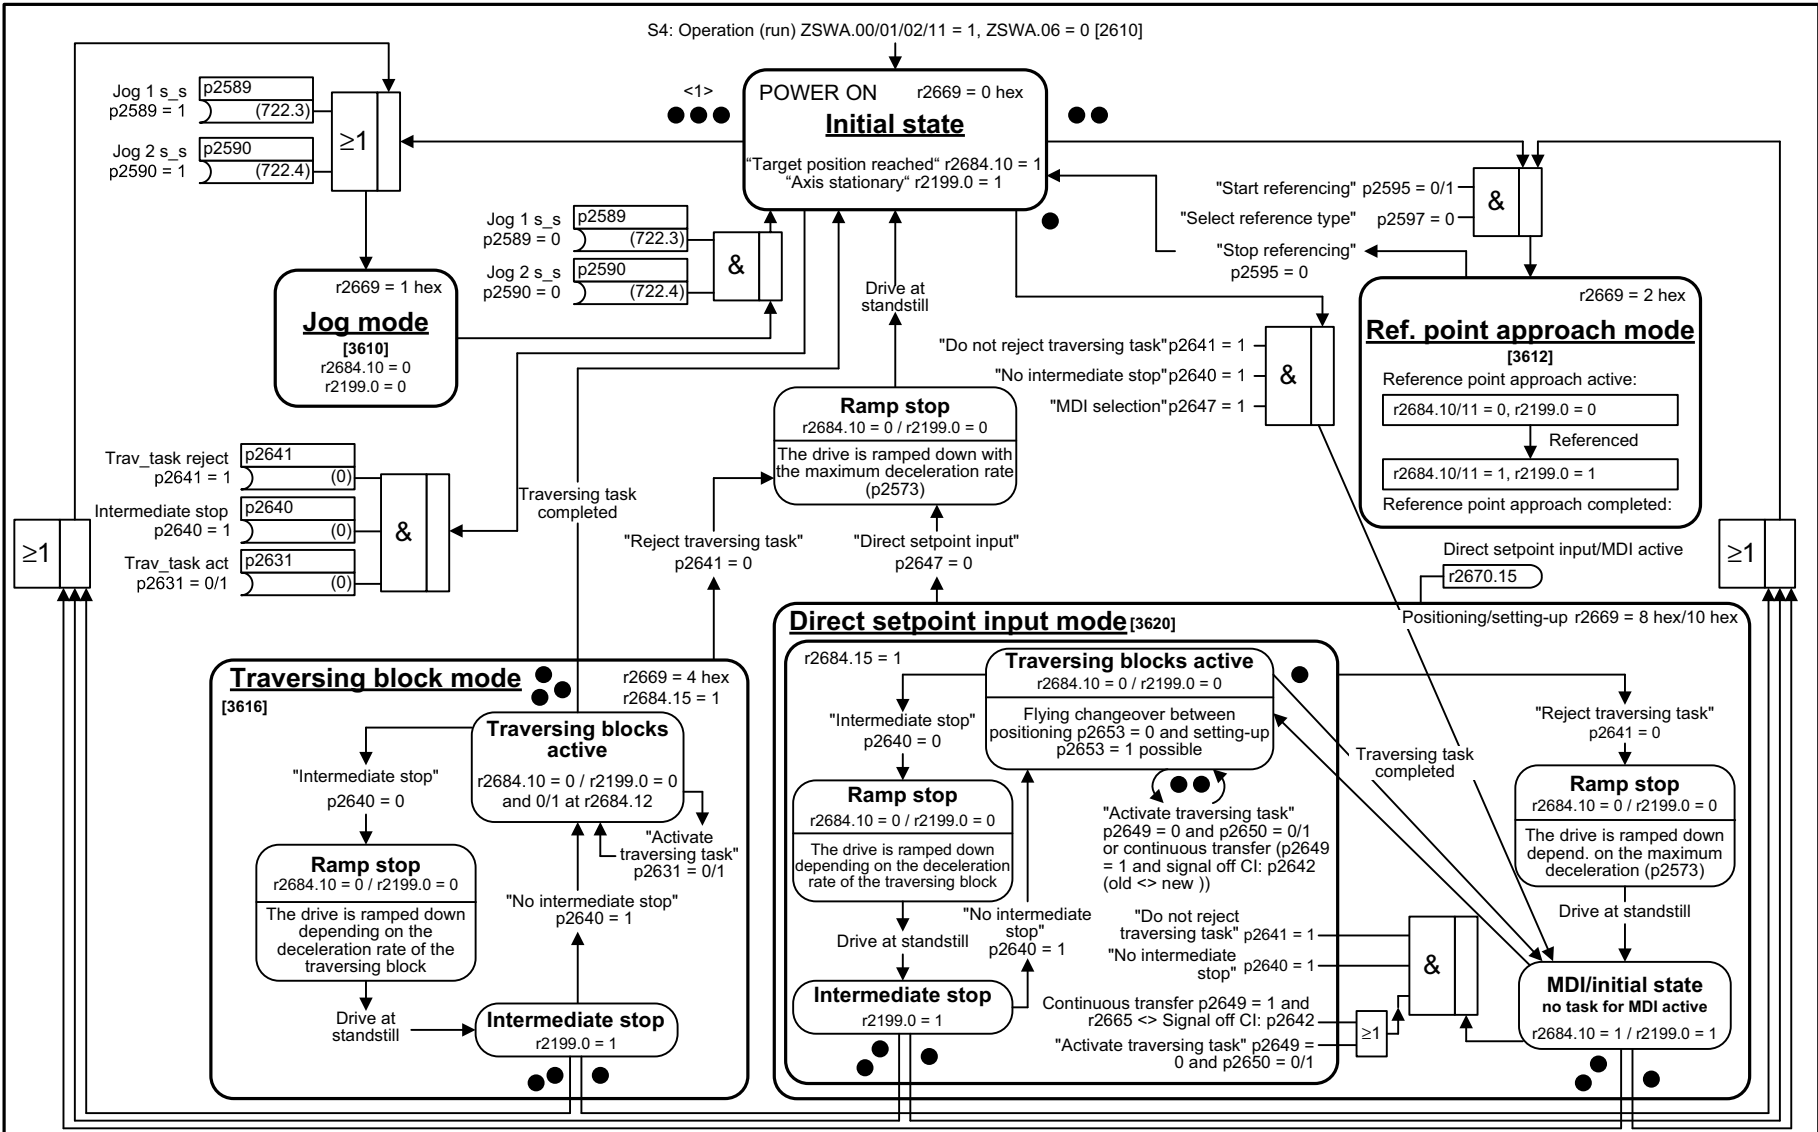 S4: Operation (run) ZSWA.00/01/02/11 = 1, ZSWA.06 = 0 [2610]
<1>
POWER ON r2669 = 0 hex
Initial state
"Target position reached“ r2684.10 = 1
“Axis stationary“ r2199.0 = 1
Jog 1 s_s
p2589 = 1
p2589
(722.3)
Jog 2 s_s
p2590 = 1
p2590
(722.4)
≥1
Jog 1 s_s
p2589 = 0
p2589
(722.3)
Jog 2 s_s
p2590 = 0
p2590
(722.4)
&
"Start referencing" p2595 = 0/1
"Select reference type" p2597 = 0
&
"Stop referencing"
p2595 = 0
r2669 = 1 hex
Jog mode
[3610]
r2684.10 = 0
r2199.0 = 0
Drive at
standstill
r2669 = 2 hex
Ref. point approach mode
[3612]
Reference point approach active:
r2684.10/11 = 0, r2199.0 = 0
Referenced
r2684.10/11 = 1, r2199.0 = 1
Reference point approach completed:
"Do not reject traversing task"p2641 = 1
"No intermediate stop"p2640 = 1
"MDI selection"p2647 = 1
&
Ramp stop
r2684.10 = 0 / r2199.0 = 0
The drive is ramped down with
the maximum deceleration rate
(p2573)
Trav_task reject
p2641 = 1
p2641
(0)
Intermediate stop
p2640 = 1
p2640
(0)
Trav_task act
p2631 = 0/1
p2631
(0)
&
≥1
Traversing task
completed
"Reject traversing task"
p2641 = 0
"Direct setpoint input"
p2647 = 0
Direct setpoint input/MDI active
r2670.15
≥1
Direct setpoint input mode [3620]
Positioning/setting-up r2669 = 8 hex/10 hex
Traversing block mode
[3616]
r2669 = 4 hex
r2684.15 = 1
Traversing blocks
active
r2684.10 = 0 / r2199.0 = 0
and 0/1 at r2684.12
"Intermediate stop"
p2640 = 0
"Activate
traversing task"
p2631 = 0/1
Ramp stop
r2684.10 = 0 / r2199.0 = 0
The drive is ramped down
depending on the
deceleration rate of the
traversing block
"No intermediate stop"
p2640 = 1
Drive at
standstill
Intermediate stop
r2199.0 = 1
r2684.15 = 1
Traversing blocks active
r2684.10 = 0 / r2199.0 = 0
Flying changeover between
positioning p2653 = 0 and setting-up
p2653 = 1 possible
"Intermediate stop"
p2640 = 0
Ramp stop
r2684.10 = 0 / r2199.0 = 0
The drive is ramped down
depending on the deceleration
rate of the traversing block
Drive at standstill
Intermediate stop
r2199.0 = 1
"No intermediate
stop"
p2640 = 1
"Activate traversing task"
p2649 = 0 and p2650 = 0/1
or continuous transfer (p2649
= 1 and signal off CI: p2642
(old <> new ))
"Do not reject
traversing task" p2641 = 1
"No intermediate
stop" p2640 = 1
Continuous transfer p2649 = 1 and
r2665 <> Signal off CI: p2642
"Activate traversing task" p2649 =
0 and p2650 = 0/1
≥1
&
Traversing task
completed
"Reject traversing task"
p2641 = 0
Ramp stop
r2684.10 = 0 / r2199.0 = 0
The drive is ramped down
depend. on the maximum
deceleration (p2573)
Drive at standstill
MDI/initial state
no task for MDI active
r2684.10 = 1 / r2199.0 = 1